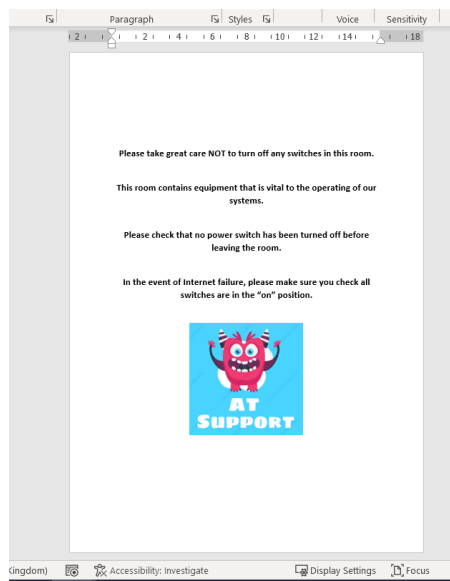 Paragraph Styles Voice Sensitivity
2 2 4 6 8 10 12 14 18
Please take great care NOT to turn off any switches in this room.
This room contains equipment that is vital to the operating of our
systems.
Please check that no power switch has been turned off before
leaving the room.
In the event of Internet failure, please make sure you check all
switches are in the “on” position.
AT
SUPPORT
Kingdom) Accessibility: Investigate Display Settings Focus